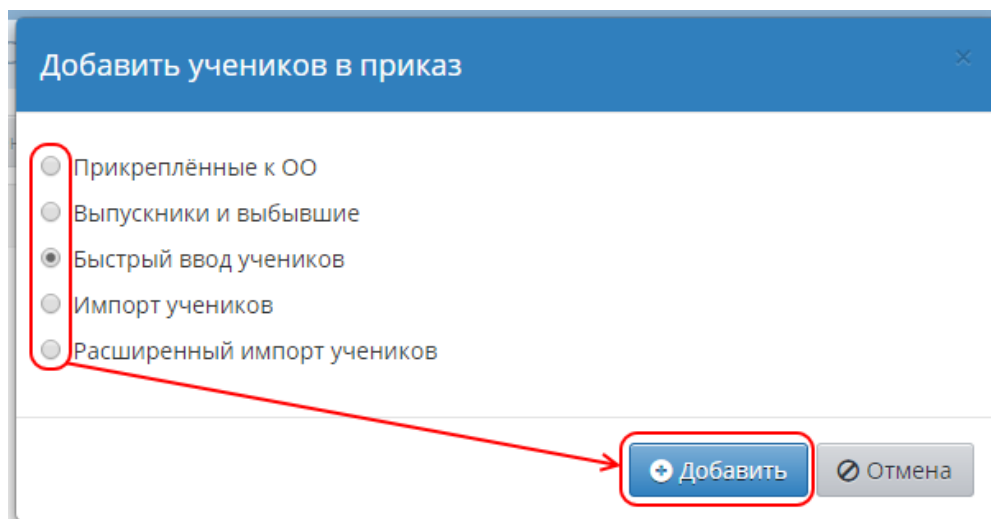 Добавить учеников в приказ
Прикреплённые к ОО
Выпускники и выбывшие
Быстрый ввод учеников
Импорт учеников
Расширенный импорт учеников
Добавить
Отмена